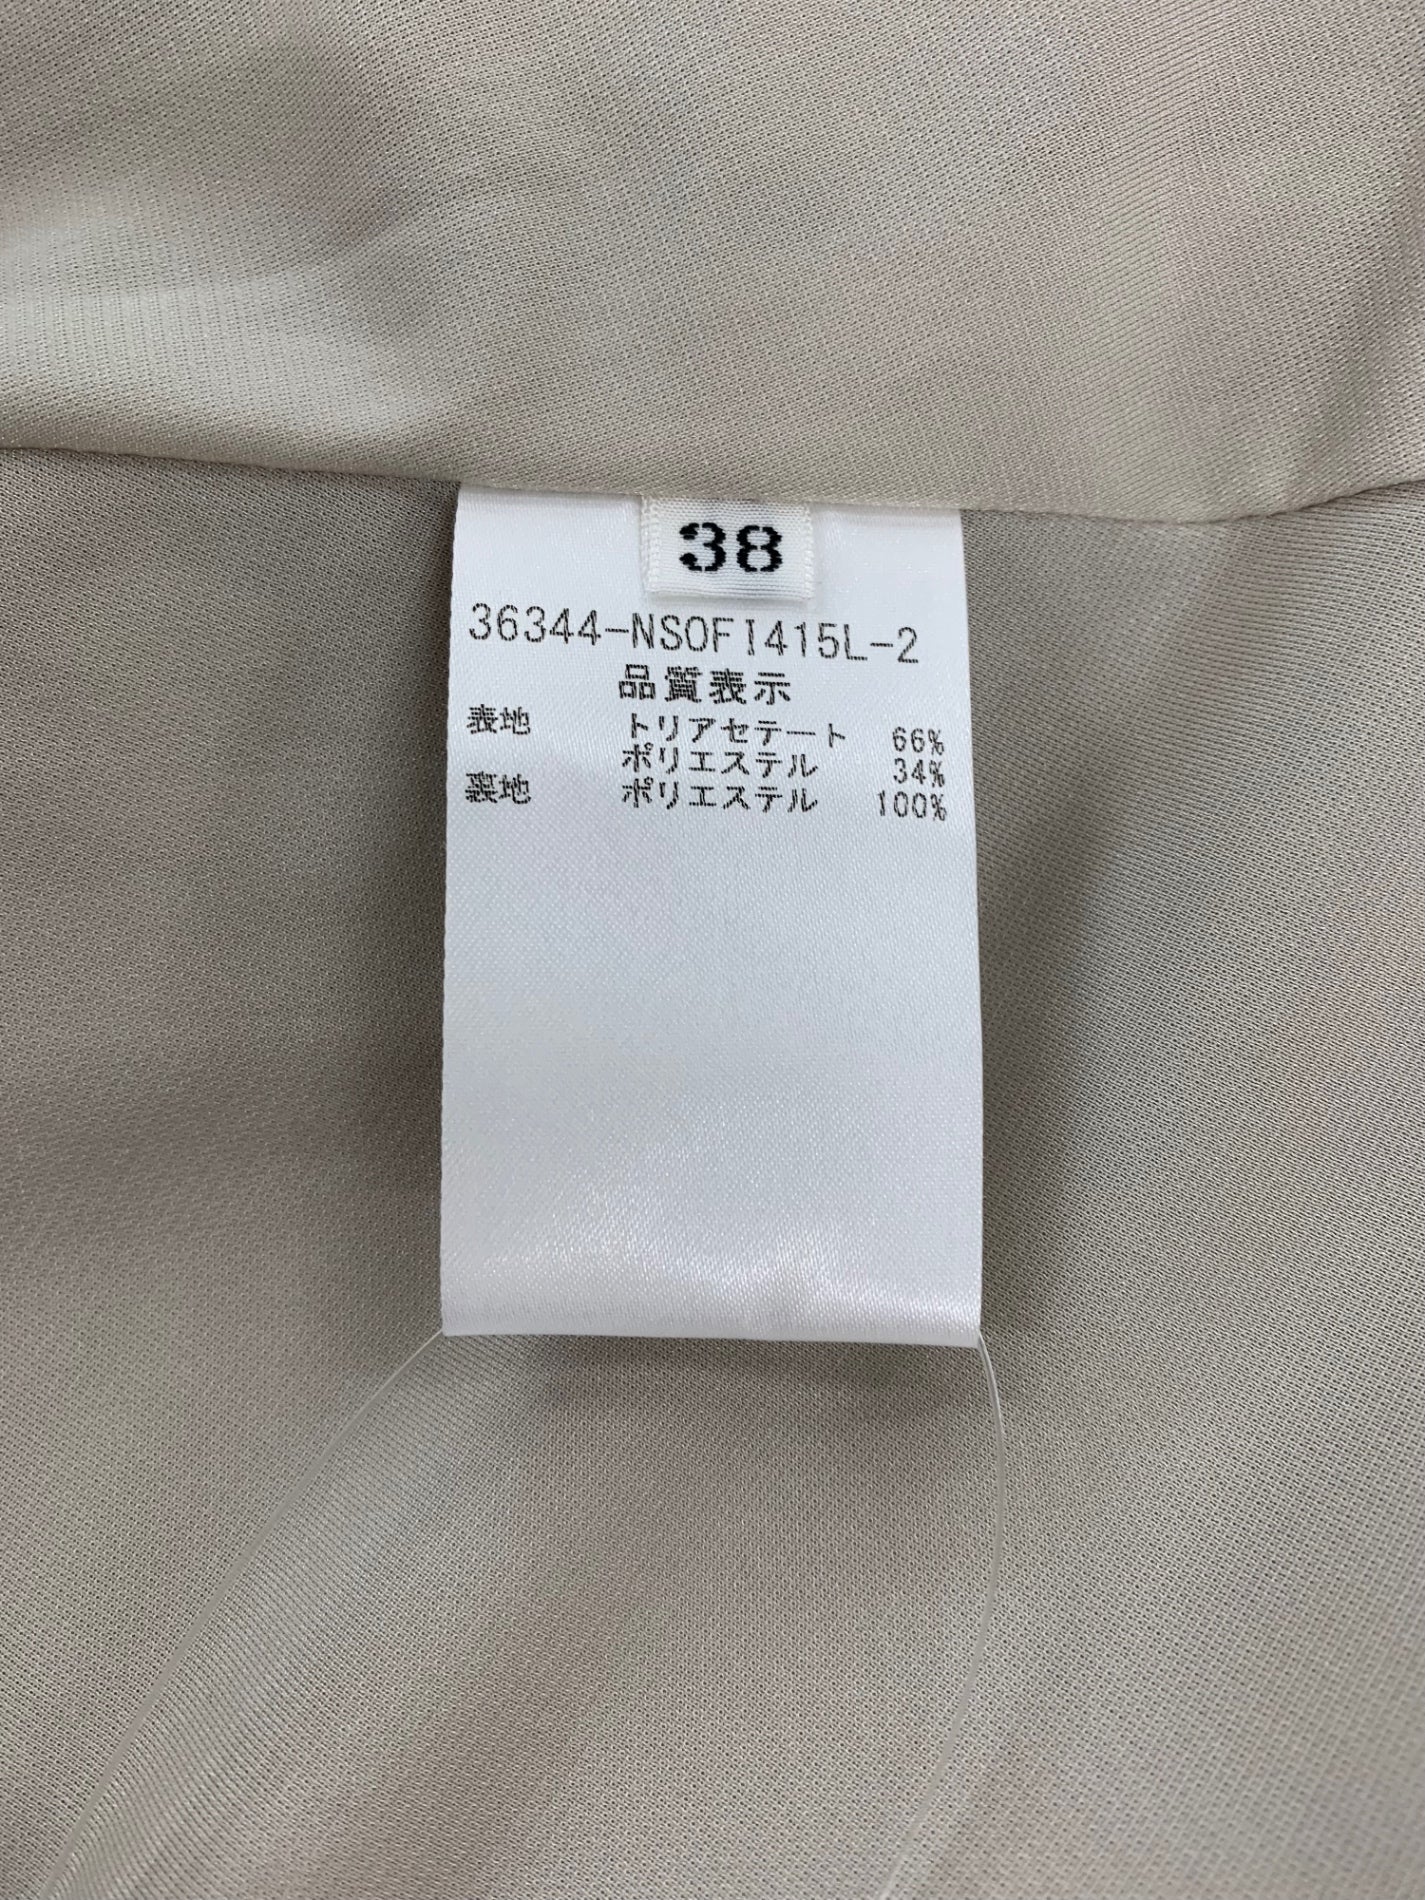 38
36344-NSOFI415L-2
品質表示
表地 トリアセテート 66%
ポリエステル 34%
裏地 ポリエステル 100%